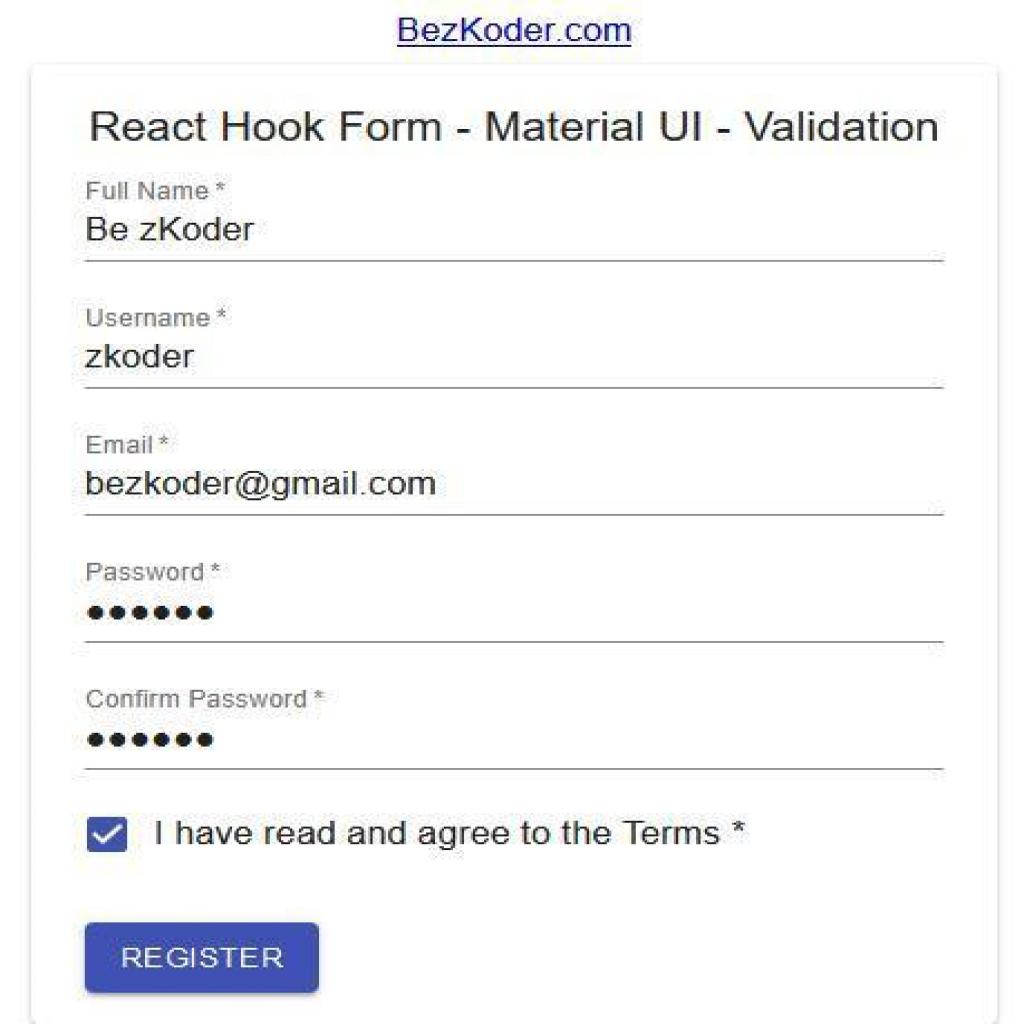 BezKoder.com
React Hook Form - Material UI - Validation
Full Name *
Be zKoder
Username *
zkoder
Email *
bezkoder@gmail.com
Password *
●●●●●●
Confirm Password *
●●●●●●
I have read and agree to the Terms *
REGISTER